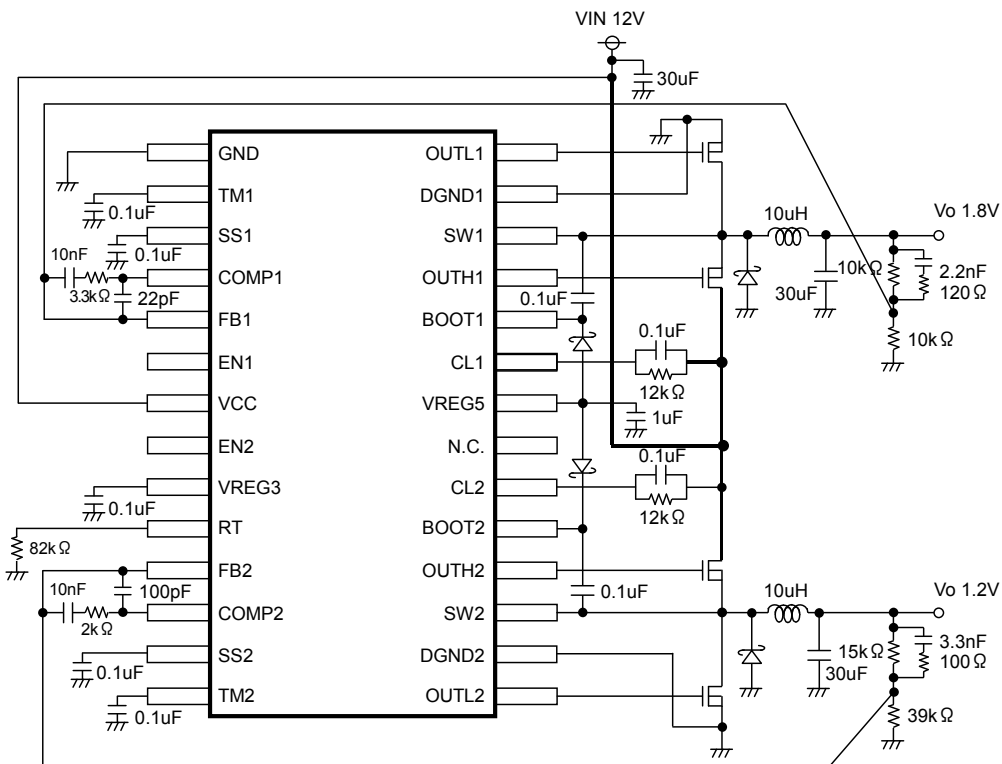 VIN 12V
30uF
GND
TM1
0.1uF
SS1
0.1uF
10nF
3.3kΩ
COMP1
22pF
FB1
EN1
VCC
EN2
VREG3
0.1uF
RT
82kΩ
FB2
10nF
100pF
COMP2
2kΩ
SS2
0.1uF
TM2
0.1uF
OUTL1
DGND1
SW1
OUTH1
0.1uF
BOOT1
CL1
0.1uF
12kΩ
VREG5
1uF
N.C.
CL2
0.1uF
12kΩ
BOOT2
OUTH2
0.1uF
SW2
DGND2
OUTL2
10uH
Vo 1.8V
30uF
10kΩ
2.2nF
120Ω
10kΩ
10uH
Vo 1.2V
30uF
15kΩ
3.3nF
100Ω
39kΩ